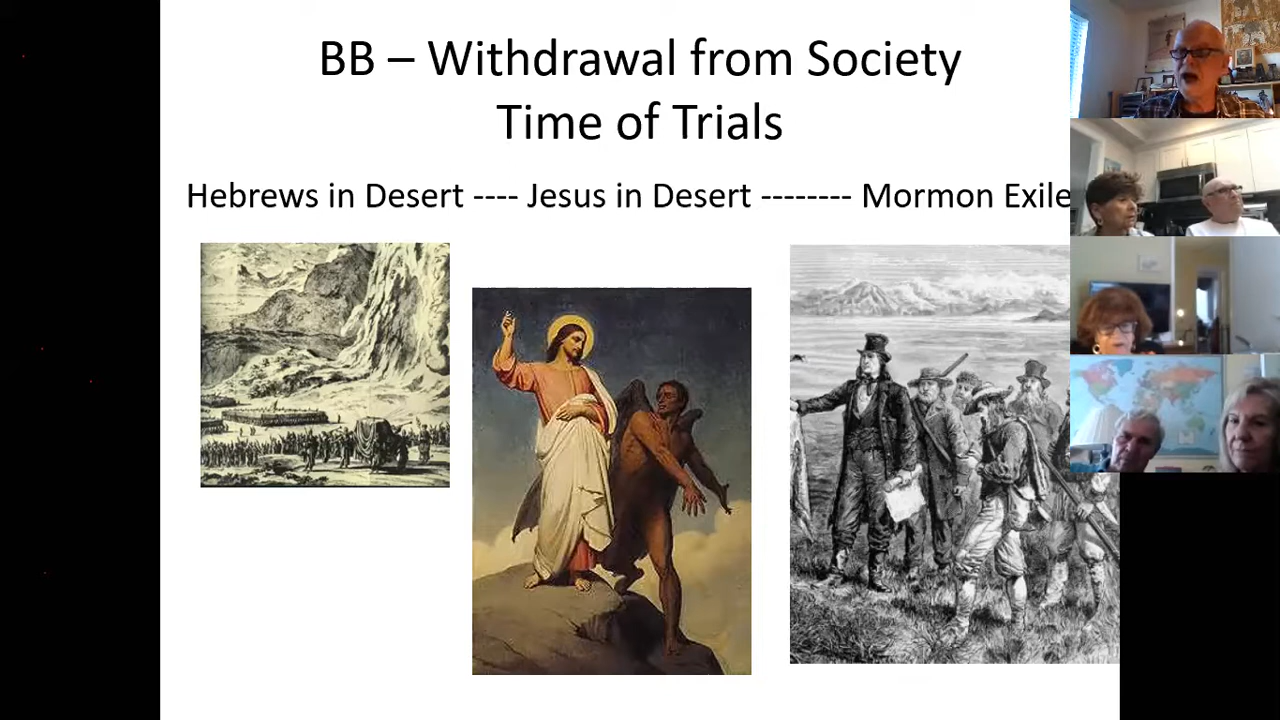 BB – Withdrawal from Society
Time of Trials
Hebrews in Desert ---- Jesus in Desert -------- Mormon Exile